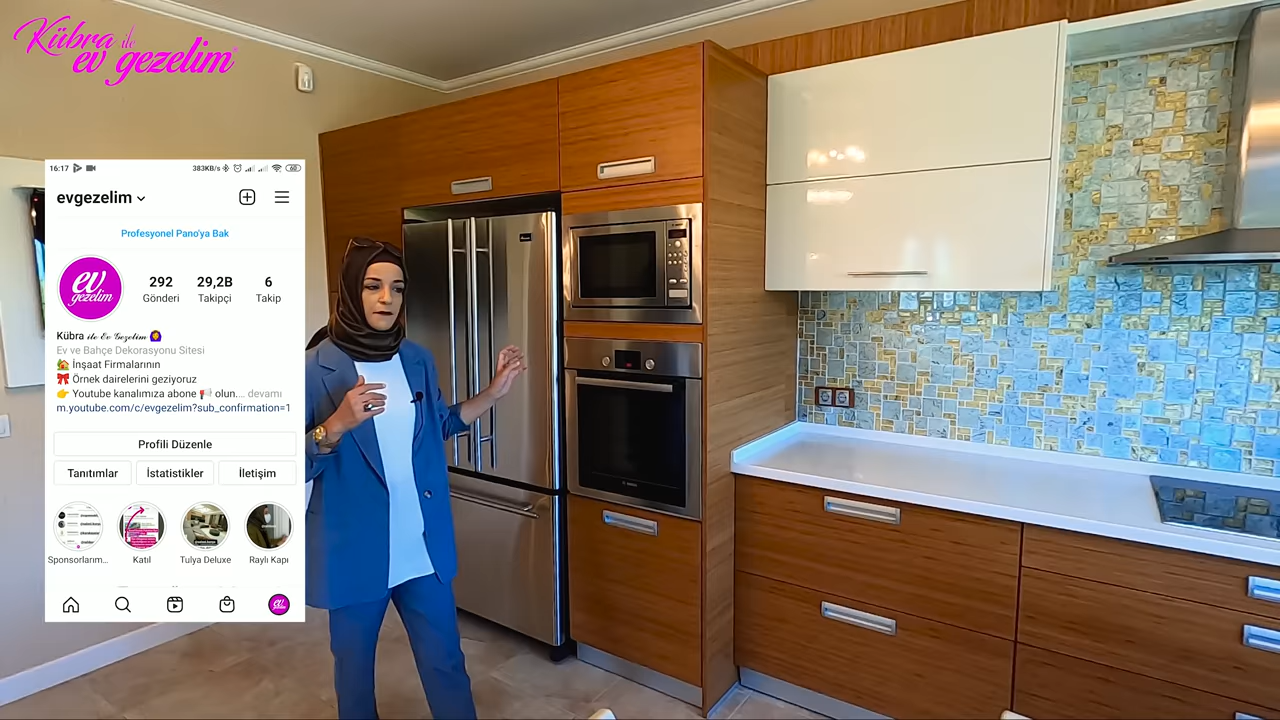 Kübra ile
ev gezelim
16:17
383KB/s
60
evgezelim
Profesyonel Pano'ya Bak
ev
gezelim
292
29,2B
6
Gönderi
Takipçi
Takip
Kübra ile Ev Gezelim 🙆‍♀️
Ev ve Bahçe Dekorasyonu Sitesi
🏡 İnşaat Firmalarının
🎀 Örnek dairelerini geziyoruz
👉 Youtube kanalımıza abone 📢 olun... devamı
m.youtube.com/c/evgezelim?sub_confirmation=1
Profili Düzenle
Tanıtımlar
İstatistikler
İletişim
Sponsorlarım...
Katıl
Tulya Deluxe
Raylı Kapı
BOSCH